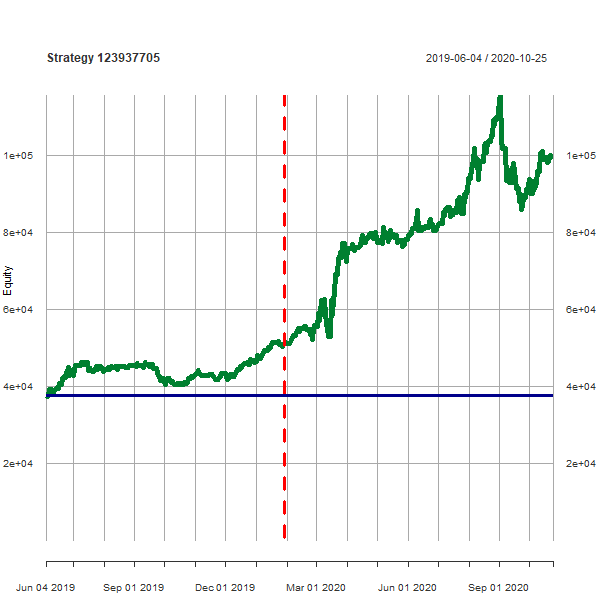 Strategy 123937705
2019-06-04 / 2020-10-25
1e+05
1e+05
8e+04
8e+04
Equity
6e+04
6e+04
4e+04
4e+04
2e+04
2e+04
Jun 04 2019
Sep 01 2019
Dec 01 2019
Mar 01 2020
Jun 01 2020
Sep 01 2020